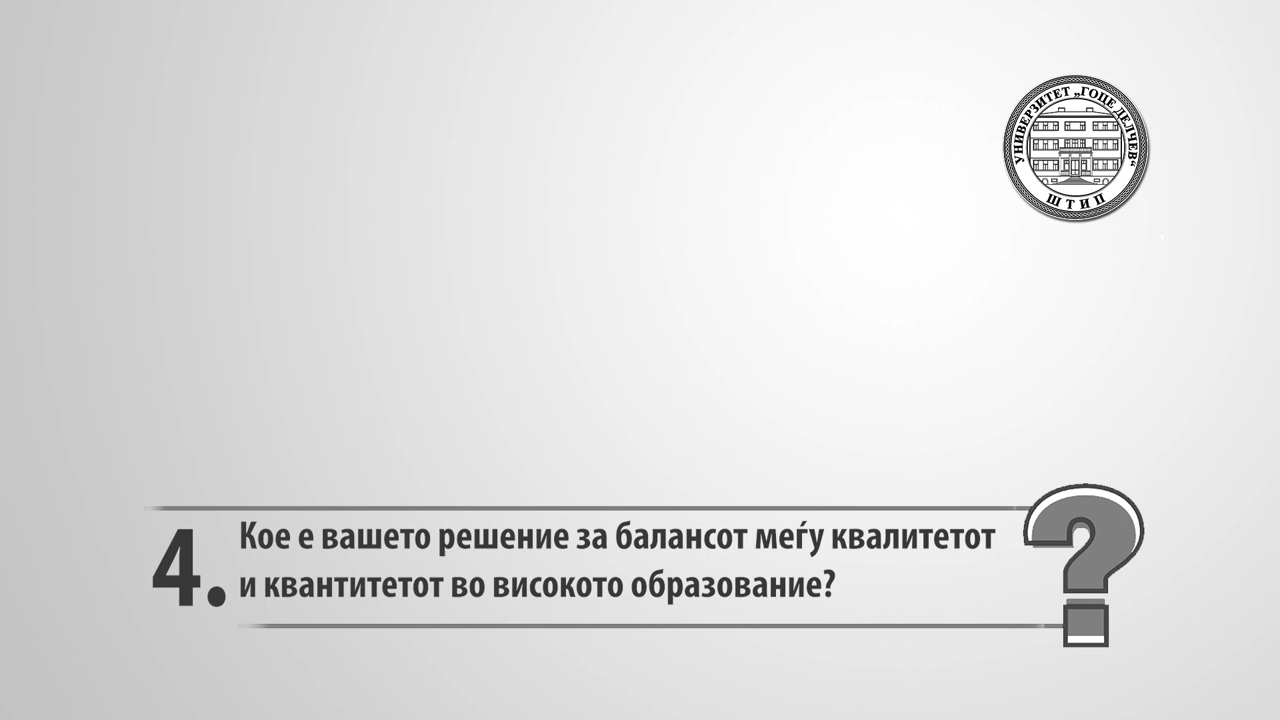 УНИВЕРЗИТЕТ „ГОЦЕ ДЕЛЧЕВ“
ШТИП
4. Кое е вашето решение за балансот меѓу квалитетот
и квантитетот во високото образование?
?